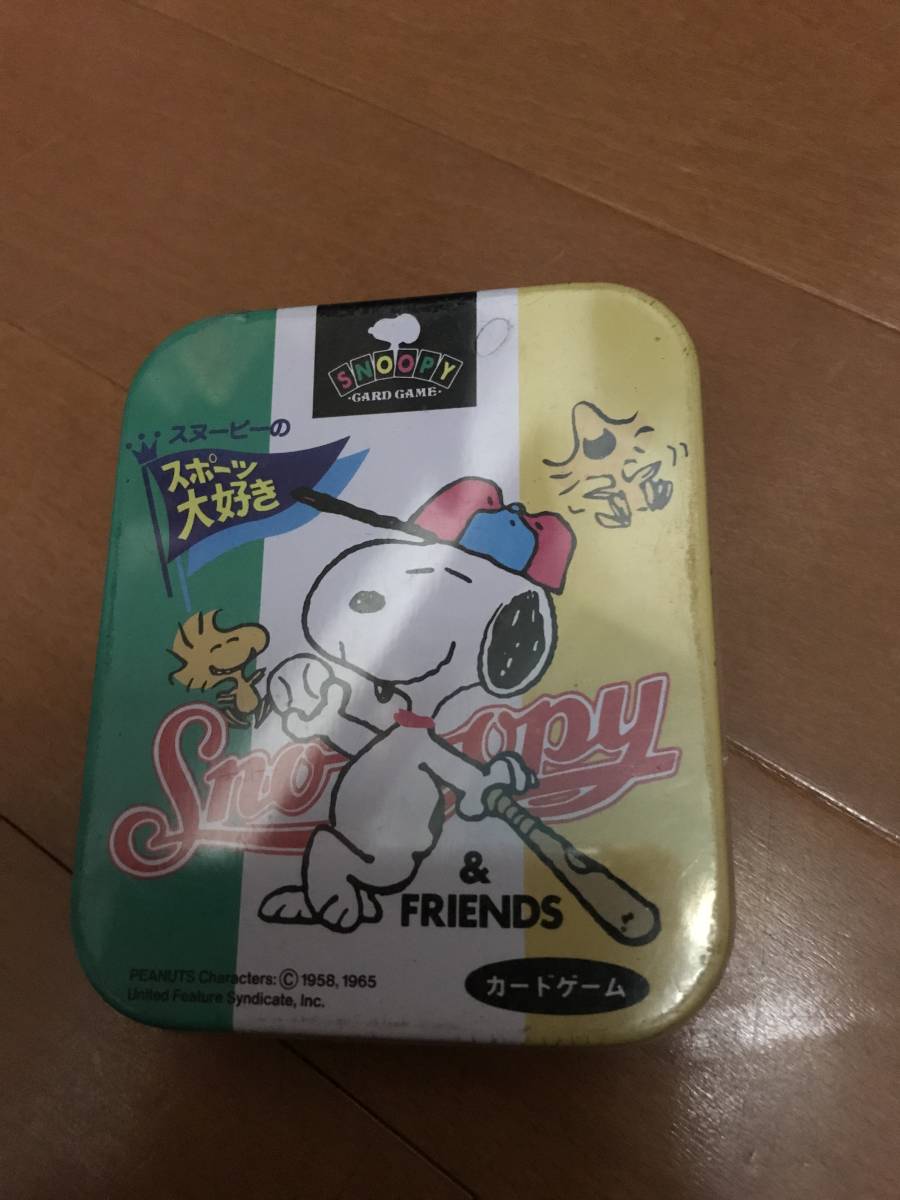 SNOOPY
·CARD GAME·
スヌーピーの
スポーツ
大好き
Snoopy
&
FRIENDS
PEANUTS Characters: © 1958, 1965
United Feature Syndicate, Inc.
カードゲーム